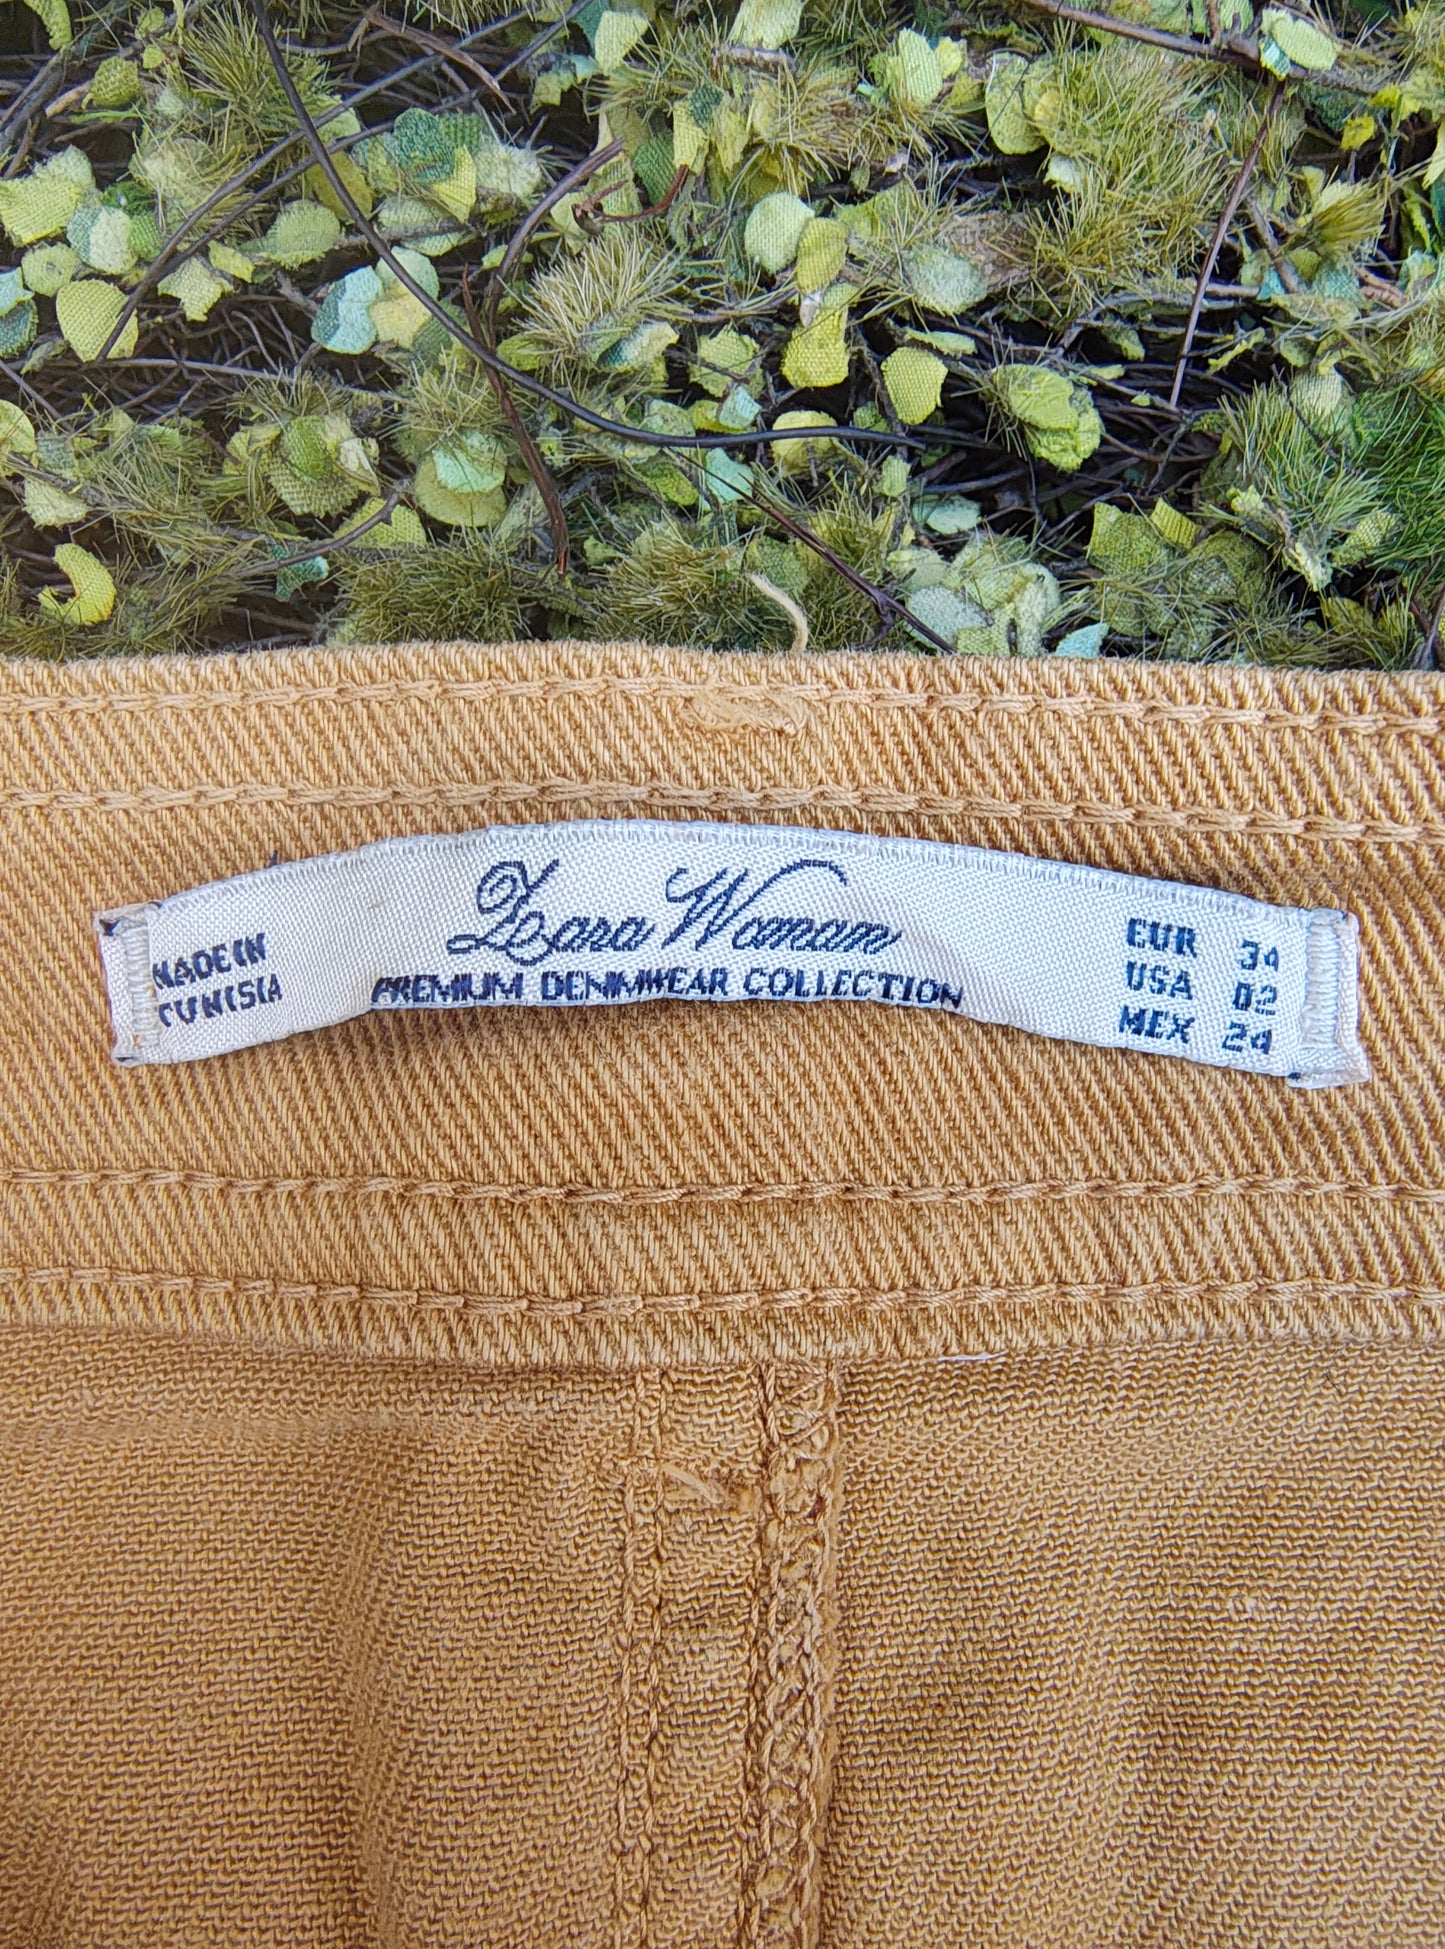 MADE IN
TUNISIA
Zara Woman
PREMIUM DENIMWEAR COLLECTION
EUR 34
USA 02
MEX 24